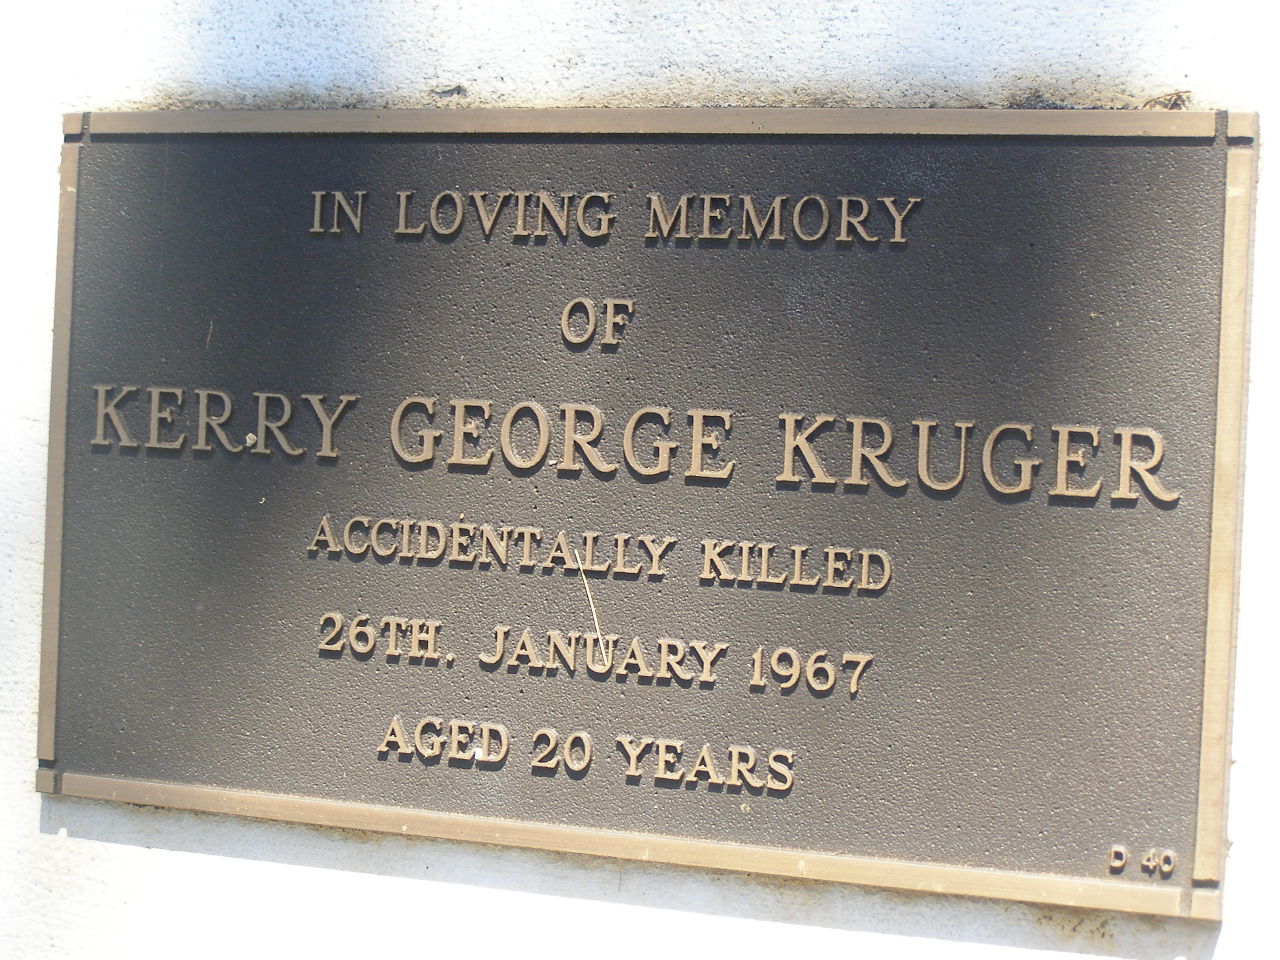 IN LOVING MEMORY
OF
KERRY GEORGE KRUGER
ACCIDENTALLY KILLED
26TH. JANUARY 1967
AGED 20 YEARS
D 40